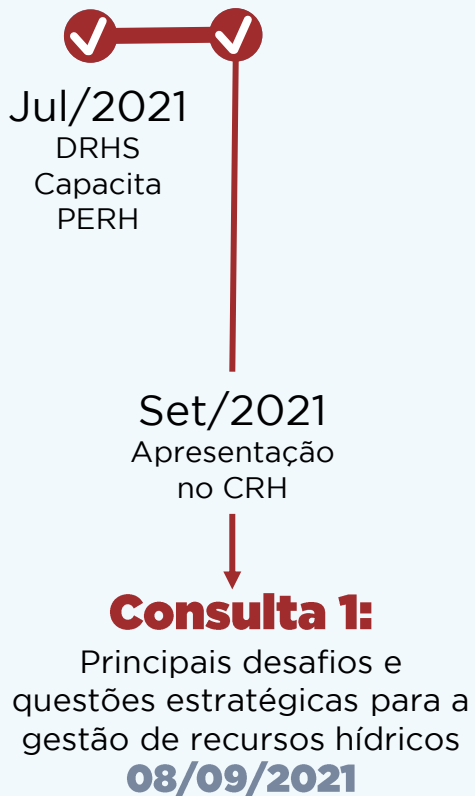 Jul/2021
DRHS
Capacita
PERH
Set/2021
Apresentação
no CRH
Consulta 1:
Principais desafios e
questões estratégicas para a
gestão de recursos hídricos
08/09/2021